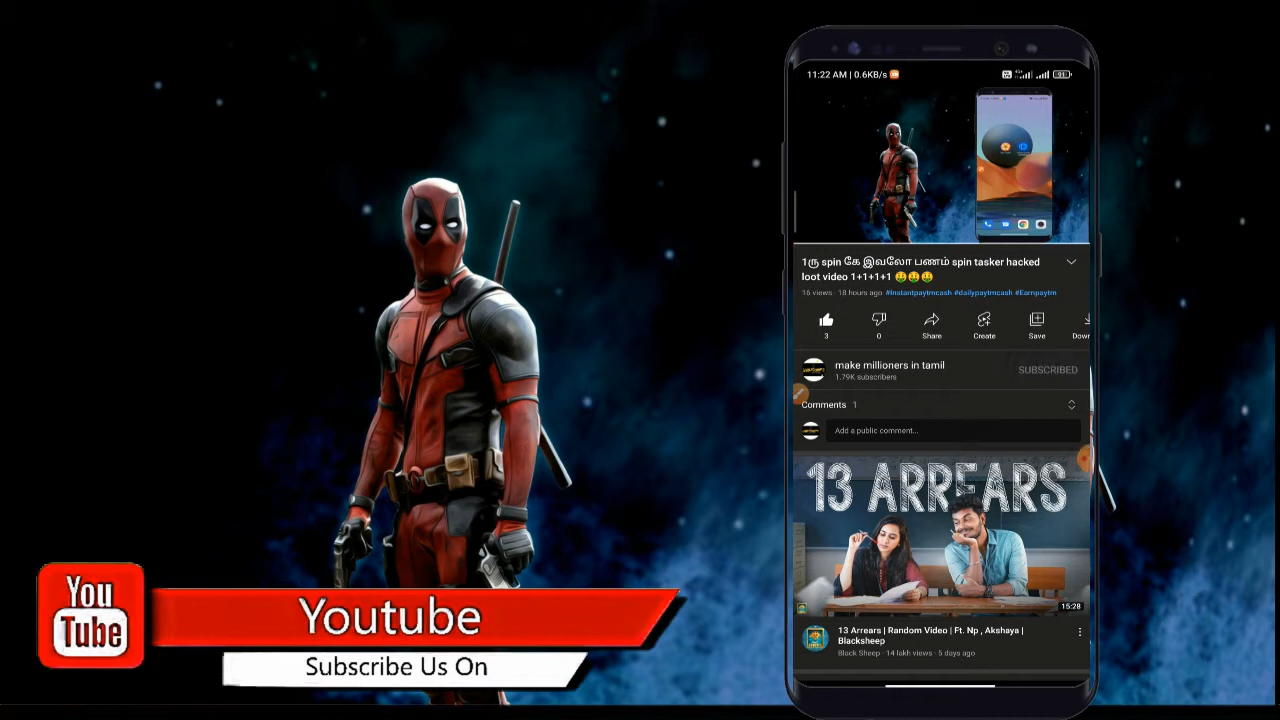 11:22 AM | 0.6KB/s
91
1ரு spin கே இவலோ பணம் spin tasker hacked
loot video 1+1+1+1 🤑🤑🤑
16 views · 18 hours ago #Instantpaytmcash #dailypaytmcash #Earnpaytm
3
0
Share
Create
Save
Down
make millioners in tamil
1.79K subscribers
SUBSCRIBED
Comments 1
Add a public comment...
13 ARREARS
15:28
13 Arrears | Random Video | Ft. Np , Akshaya |
Blacksheep
Black Sheep · 14 lakh views · 5 days ago
You
Tube
Youtube
Subscribe Us On